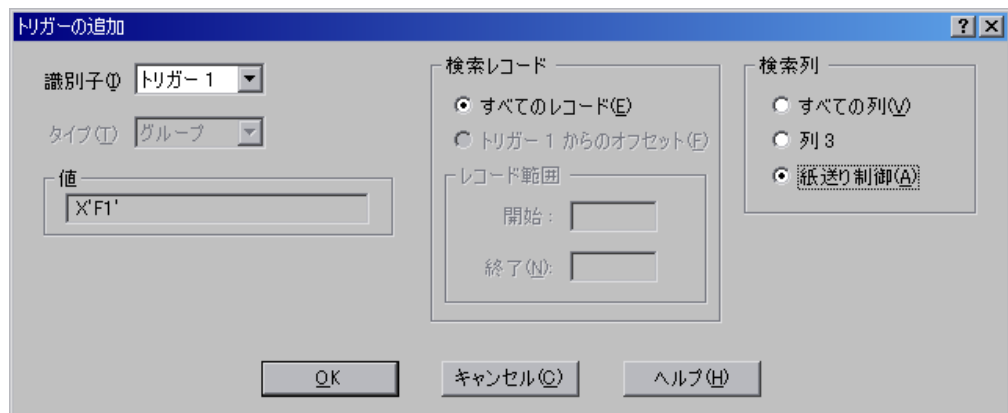 トリガーの追加
識別子(I) トリガー 1
タイプ(T) グループ
値
X'F1'
検索レコード
すべてのレコード(E)
トリガー 1 からのオフセット(F)
レコード範囲
開始 :
終了(N):
検索列
すべての列(V)
列 3
紙送り制御(A)
OK
キャンセル(C)
ヘルプ(H)